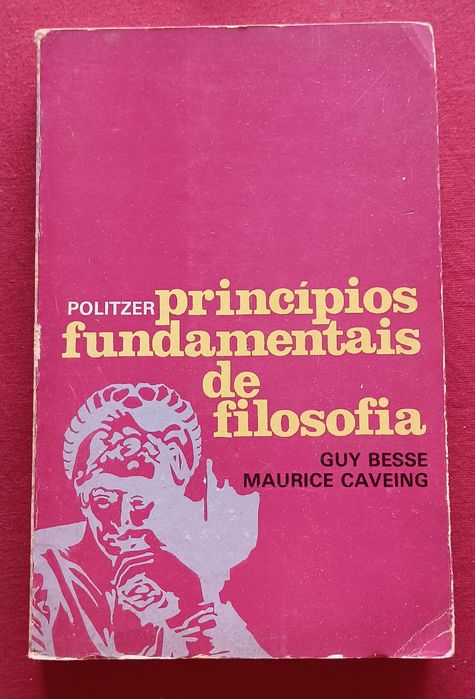 POLITZER princípios
fundamentais
de
filosofia
GUY BESSE
MAURICE CAVEING